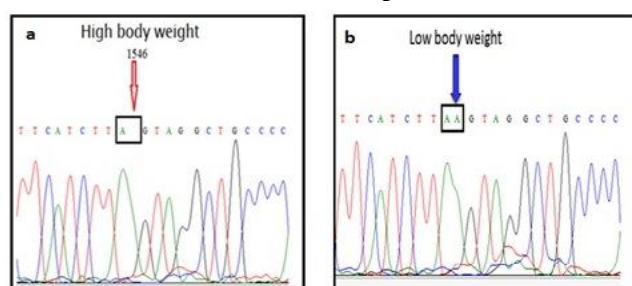 a
High body weight
1546
T T C A T C T T A G T A G G C T G C C C C
b
Low body weight
T T C A T C T T A A G T A G G C T G C C C C